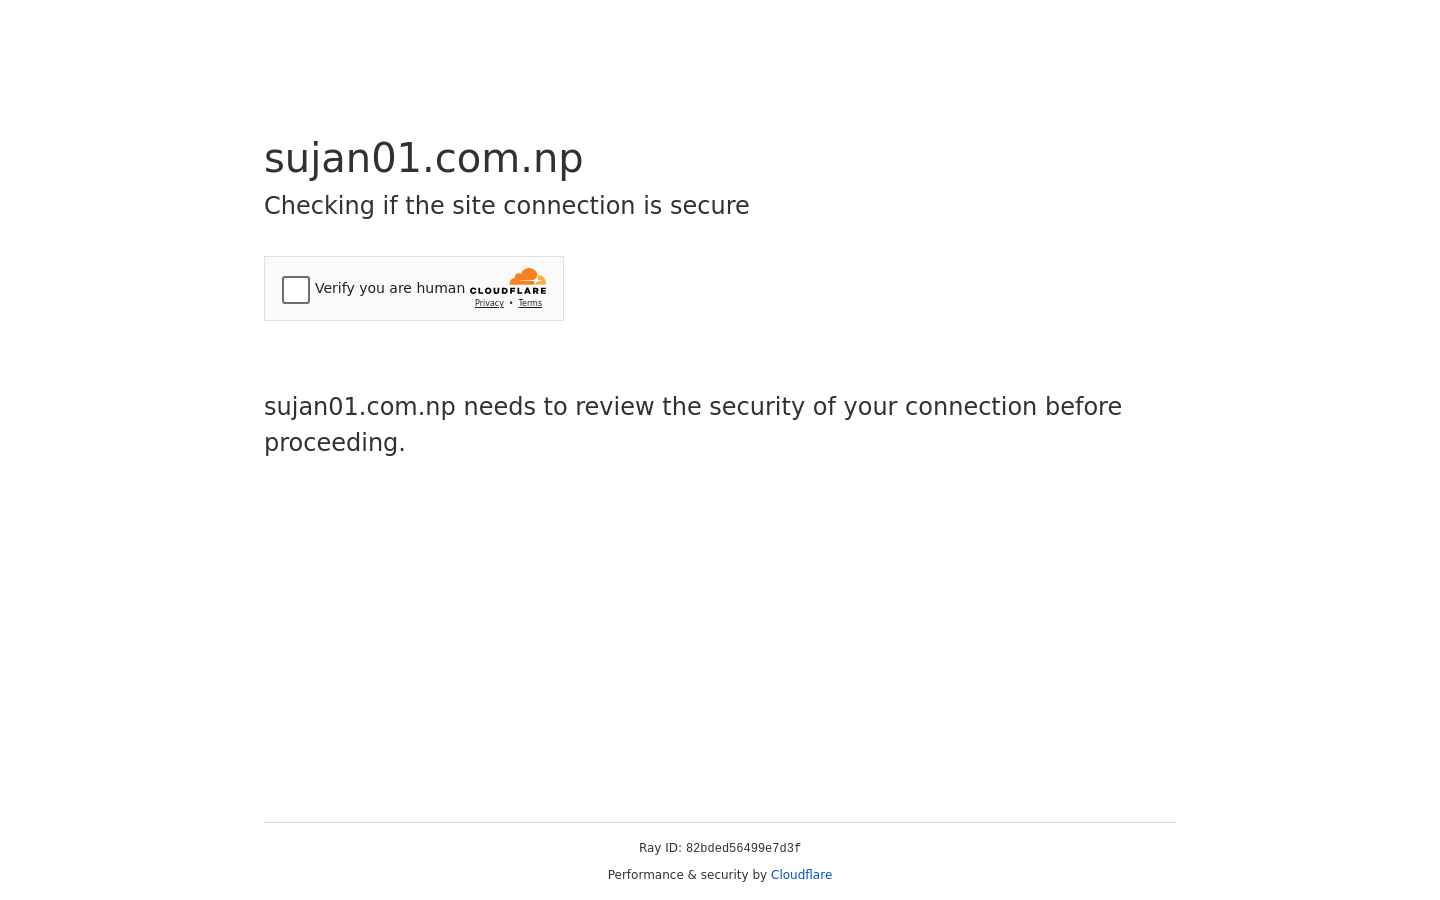 sujan01.com.np
Checking if the site connection is secure
Verify you are human
CLOUDFLARE
Privacy • Terms
sujan01.com.np needs to review the security of your connection before
proceeding.
Ray ID: 82bded56499e7d3f
Performance & security by Cloudflare